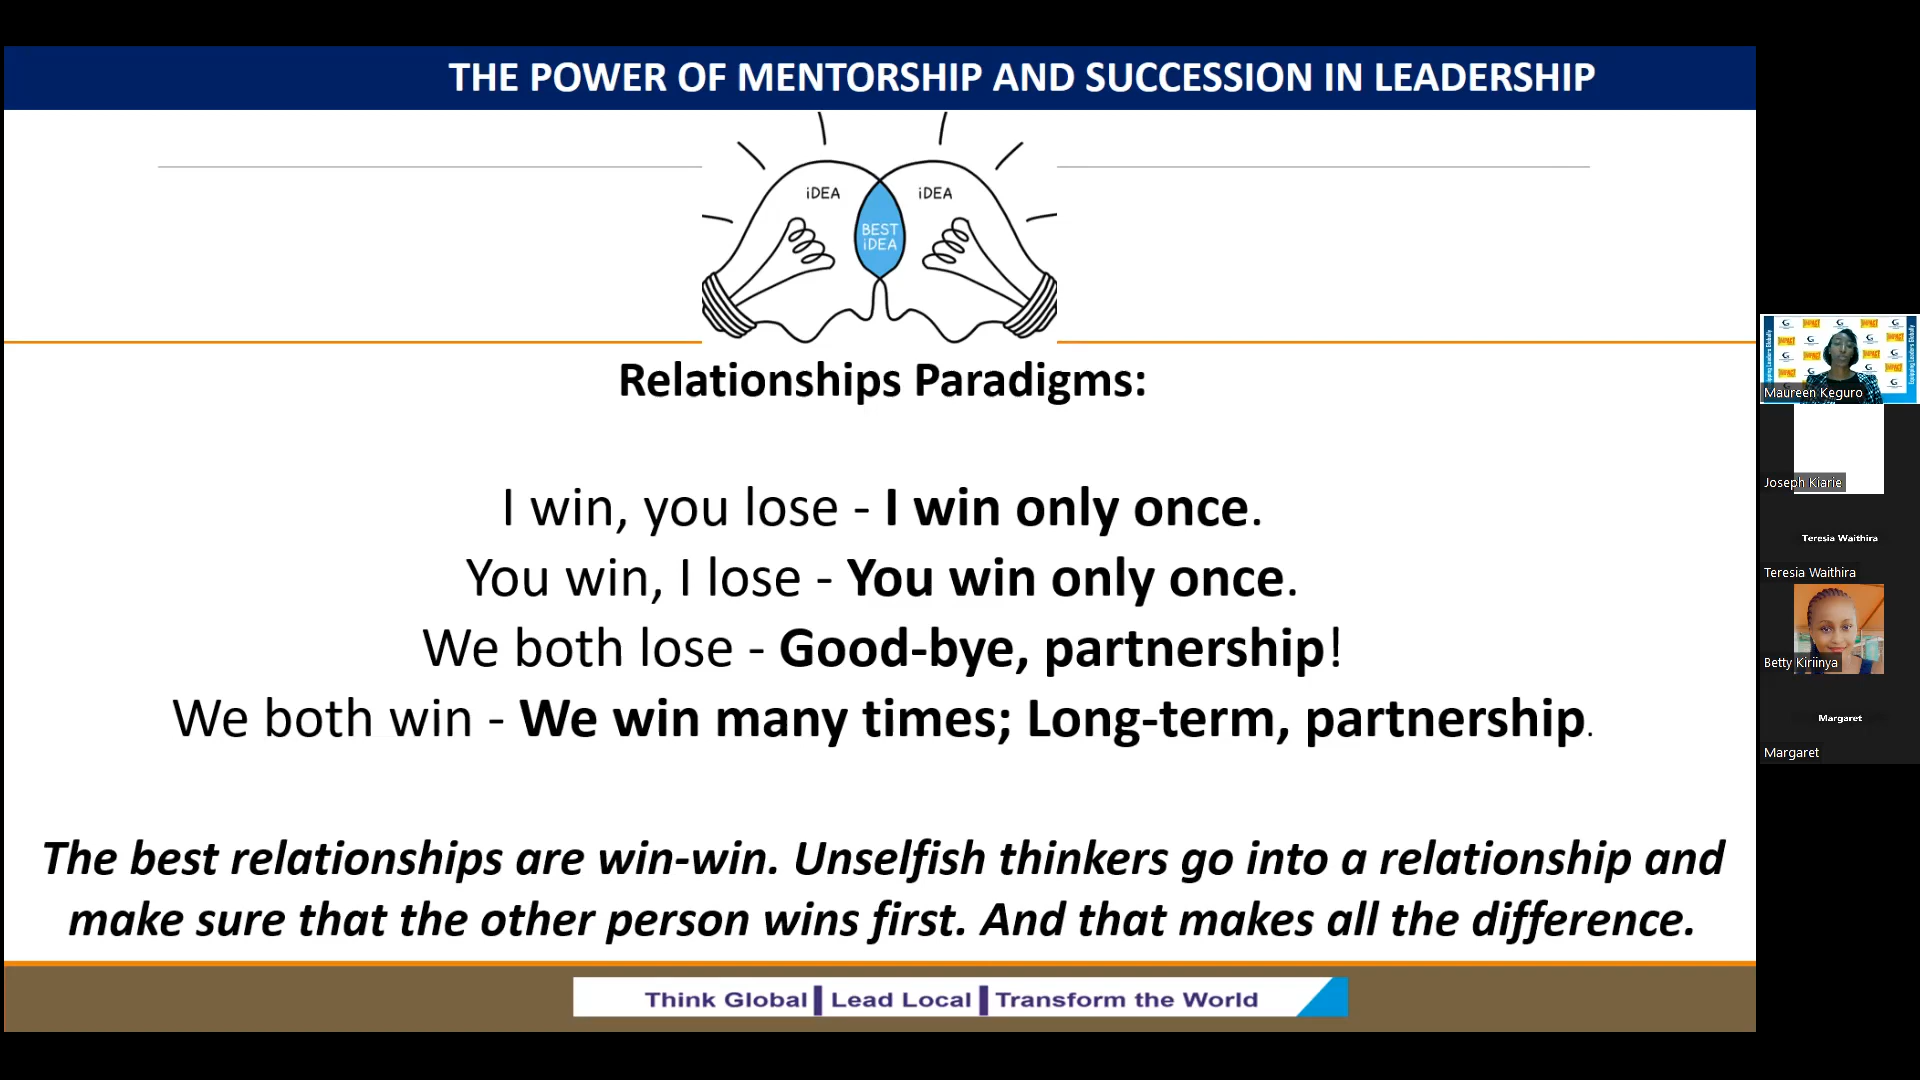 THE POWER OF MENTORSHIP AND SUCCESSION IN LEADERSHIP
iDEA
iDEA
BEST
iDEA
Relationships Paradigms:
I win, you lose - I win only once.
You win, I lose - You win only once.
We both lose - Good-bye, partnership!
We both win - We win many times; Long-term, partnership.
The best relationships are win-win. Unselfish thinkers go into a relationship and
make sure that the other person wins first. And that makes all the difference.
Think Global Lead Local Transform the World
Maureen Keguro
Joseph Kiarie
Teresia Waithira
Teresia Waithira
Betty Kiriinya
Margaret
Margaret